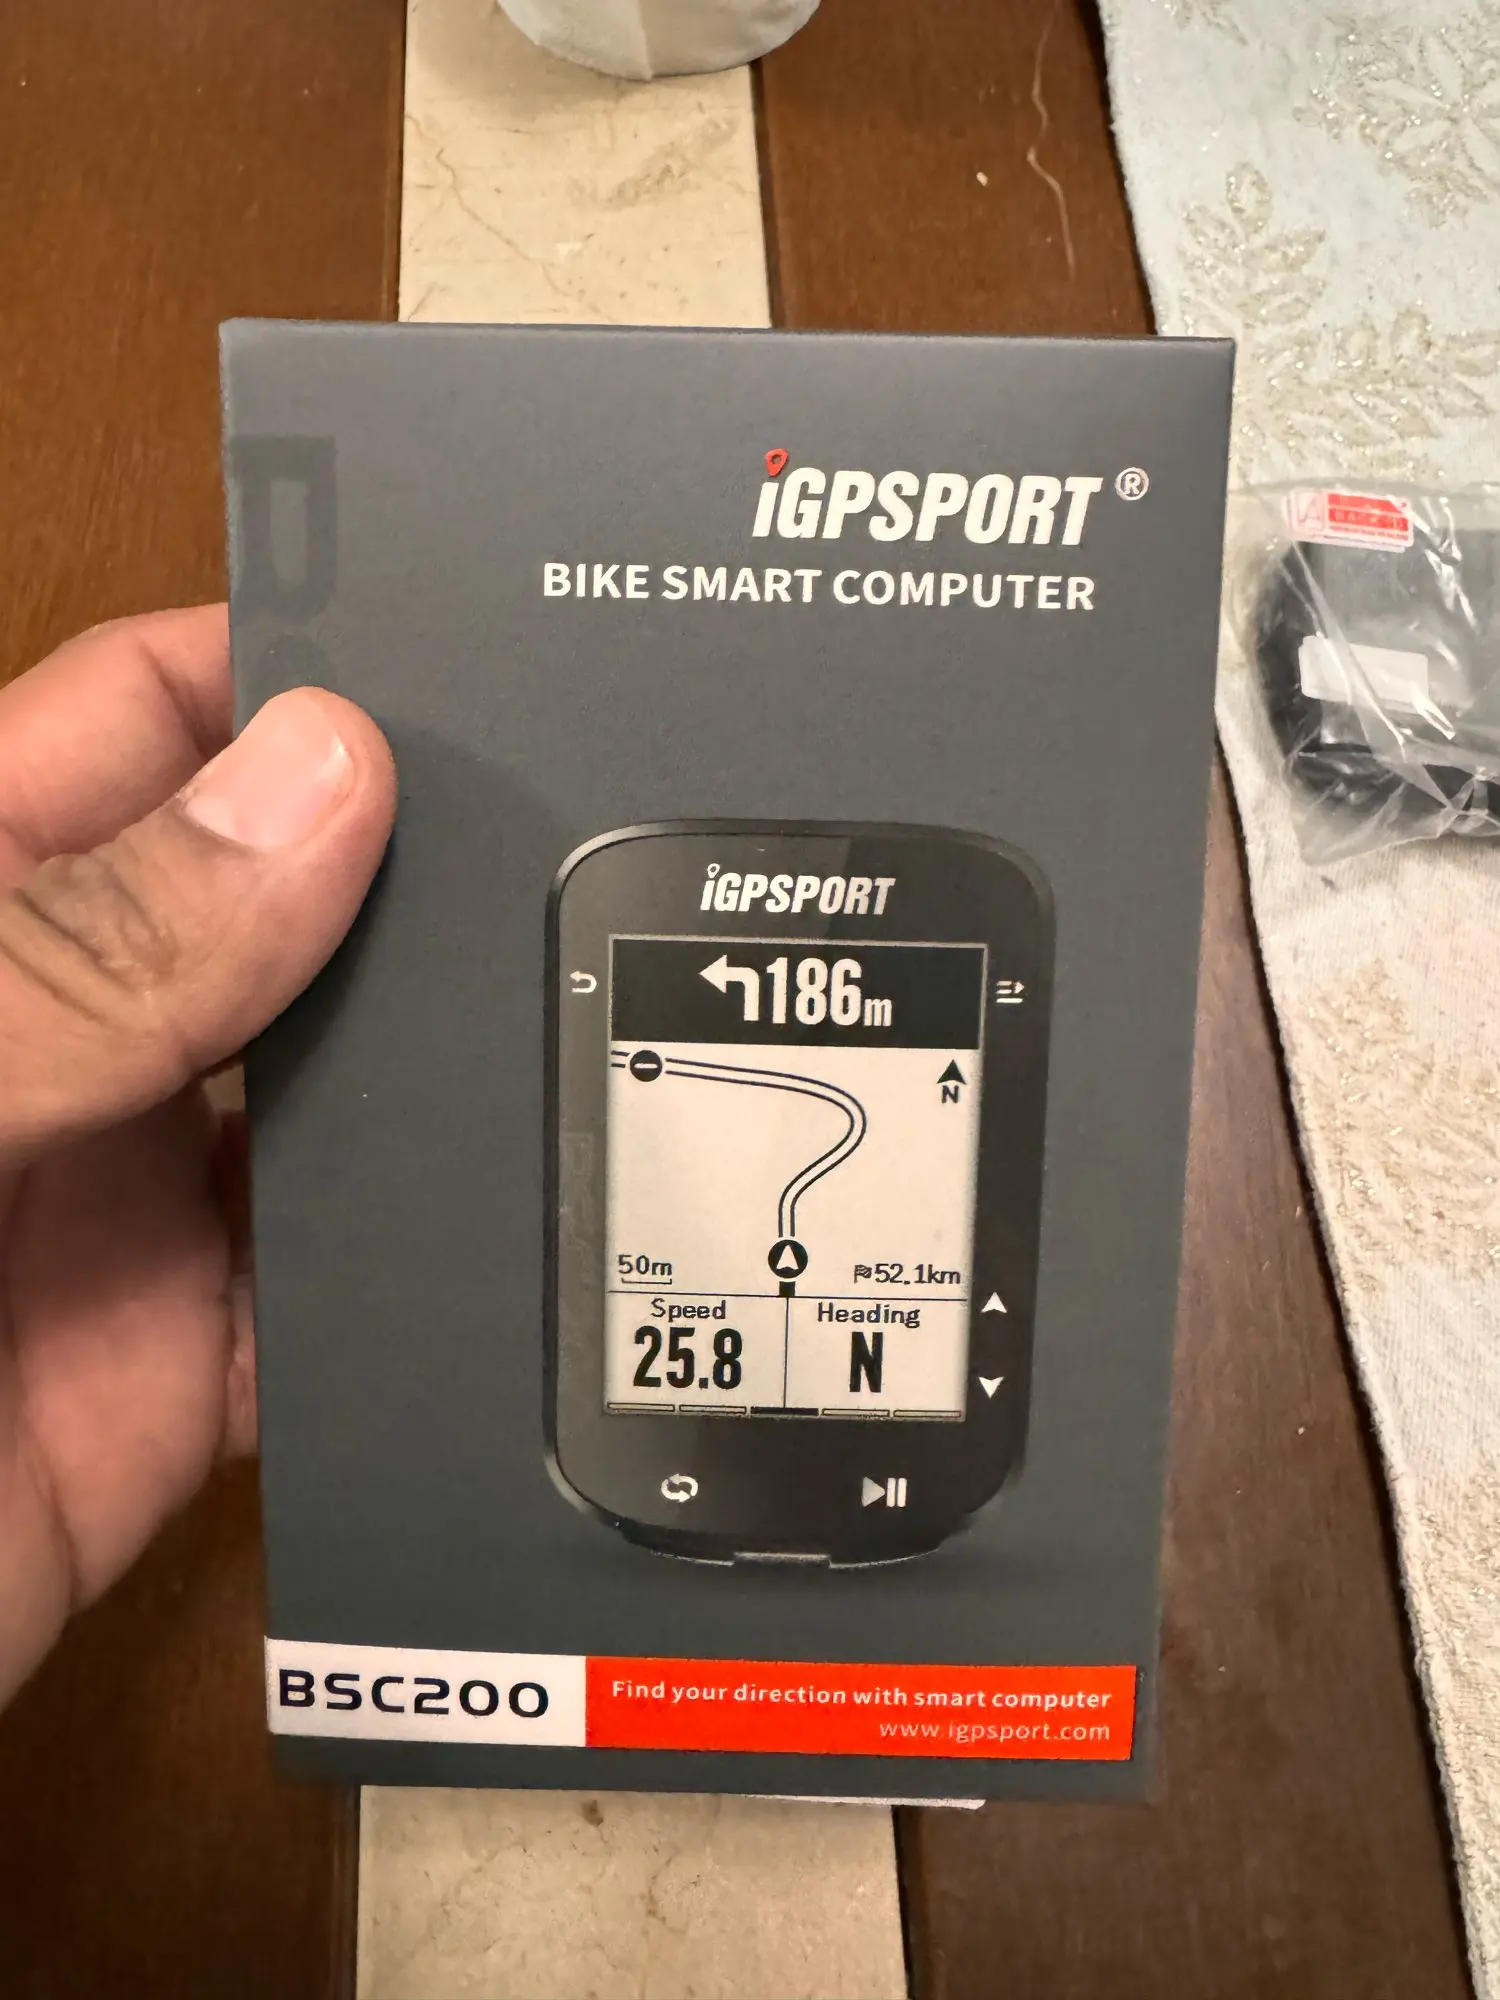 iGPSPORT®
BIKE SMART COMPUTER
iGPSPORT
186m
N
50m
52.1km
Speed
Heading
25.8
N
BSC200
Find your direction with smart computer
www.igpsport.com